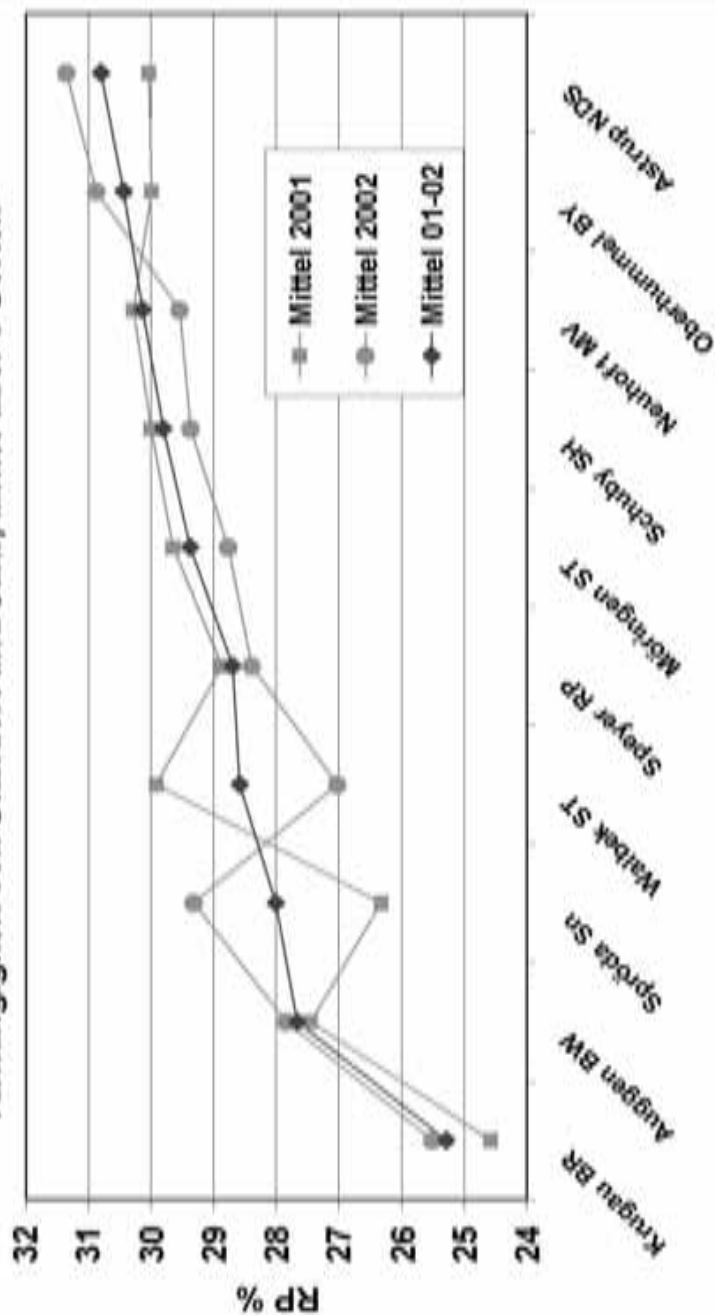 32
31
30
29
28
27
26
25
24
RP %
Mittel 2001
Mittel 2002
Mittel 01-02
Krugau BR
Auggen BW
Spröda Sn
Walbek ST
Speyer RP
Möringen ST
Schuby SH
Neuhoft MV
Oberhummel BY
Astrup NDS